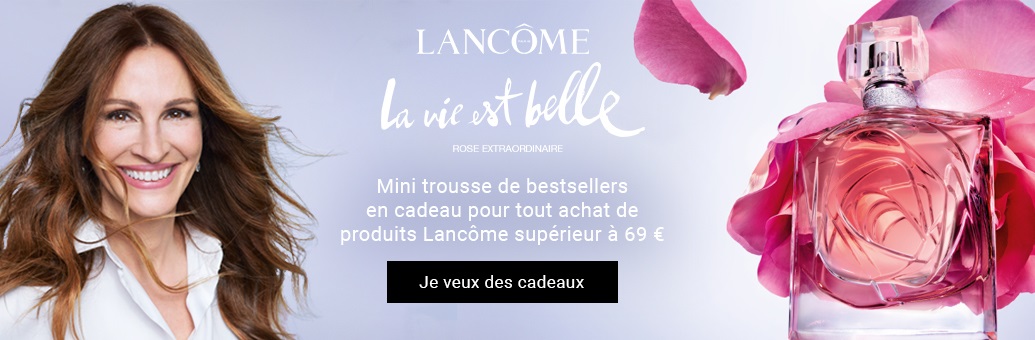 LANCÔME
La vie est belle
ROSE EXTRAORDINAIRE
Mini trousse de bestsellers
en cadeau pour tout achat de
produits Lancôme supérieur à 69 €
Je veux des cadeaux